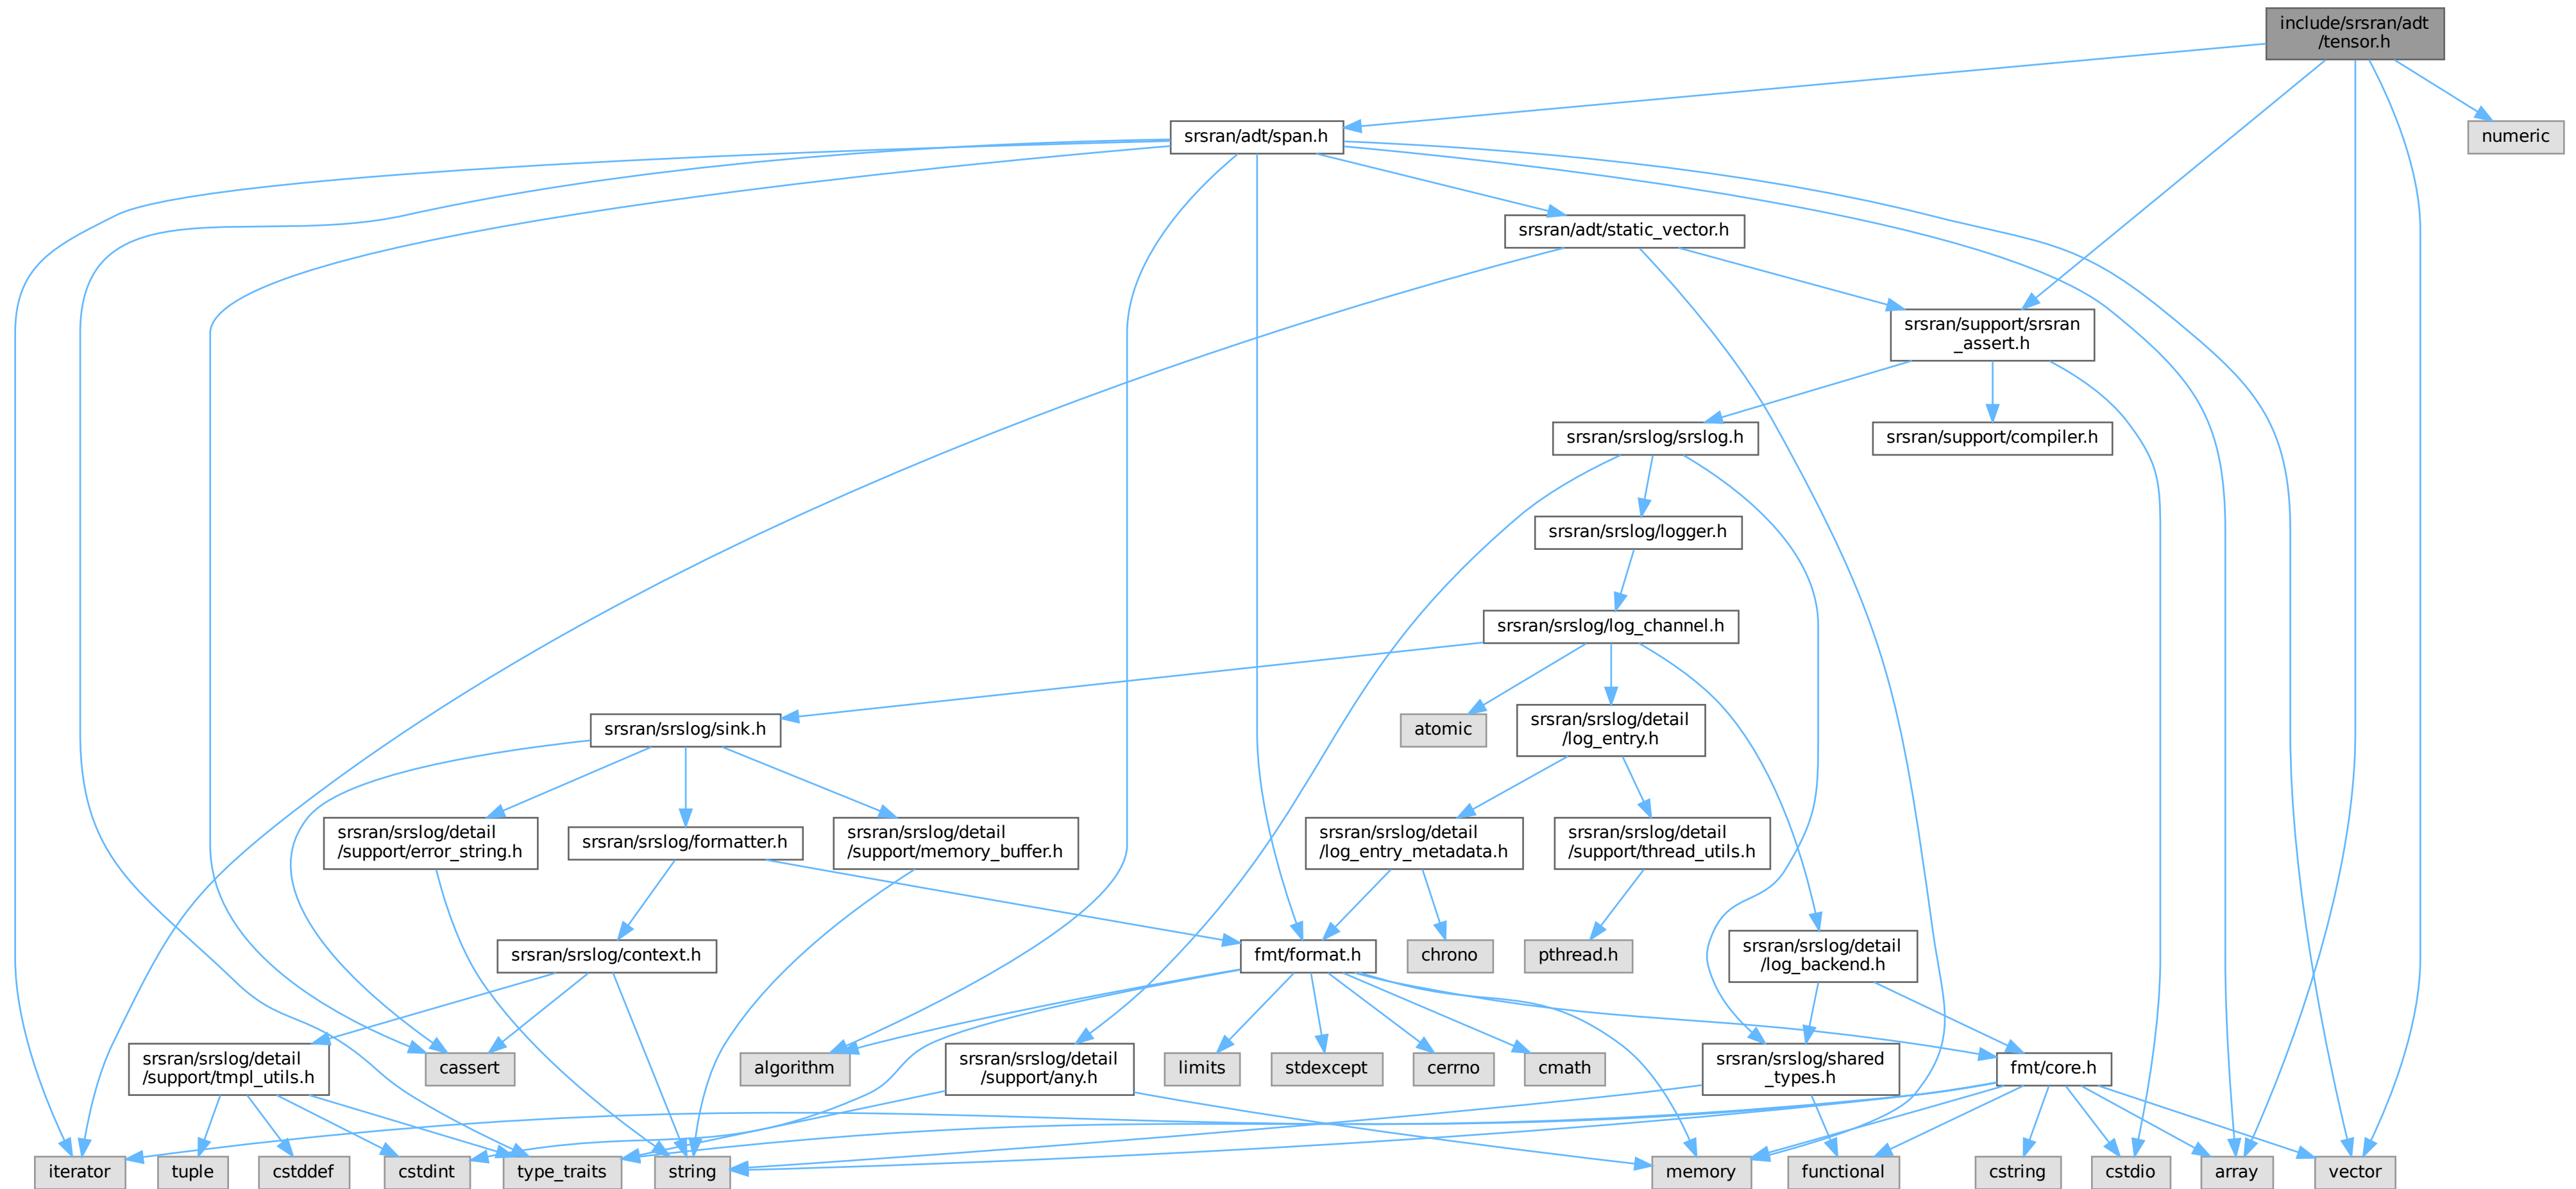 include/srsran/adt
/tensor.h
srsran/adt/span.h
numeric
srsran/adt/static_vector.h
srsran/support/srsran
_assert.h
srsran/srslog/srslog.h
srsran/support/compiler.h
srsran/srslog/logger.h
srsran/srslog/log_channel.h
srsran/srslog/sink.h
atomic
srsran/srslog/detail
/log_entry.h
srsran/srslog/detail
/support/error_string.h
srsran/srslog/formatter.h
srsran/srslog/detail
/support/memory_buffer.h
srsran/srslog/detail
/log_entry_metadata.h
srsran/srslog/detail
/support/thread_utils.h
srsran/srslog/context.h
fmt/format.h
chrono
pthread.h
srsran/srslog/detail
/log_backend.h
srsran/srslog/detail
/support/tmpl_utils.h
cassert
algorithm
srsran/srslog/detail
/support/any.h
limits
stdexcept
cerrno
cmath
srsran/srslog/shared
_types.h
fmt/core.h
iterator
tuple
cstddef
cstdint
type_traits
string
memory
functional
cstring
cstdio
array
vector